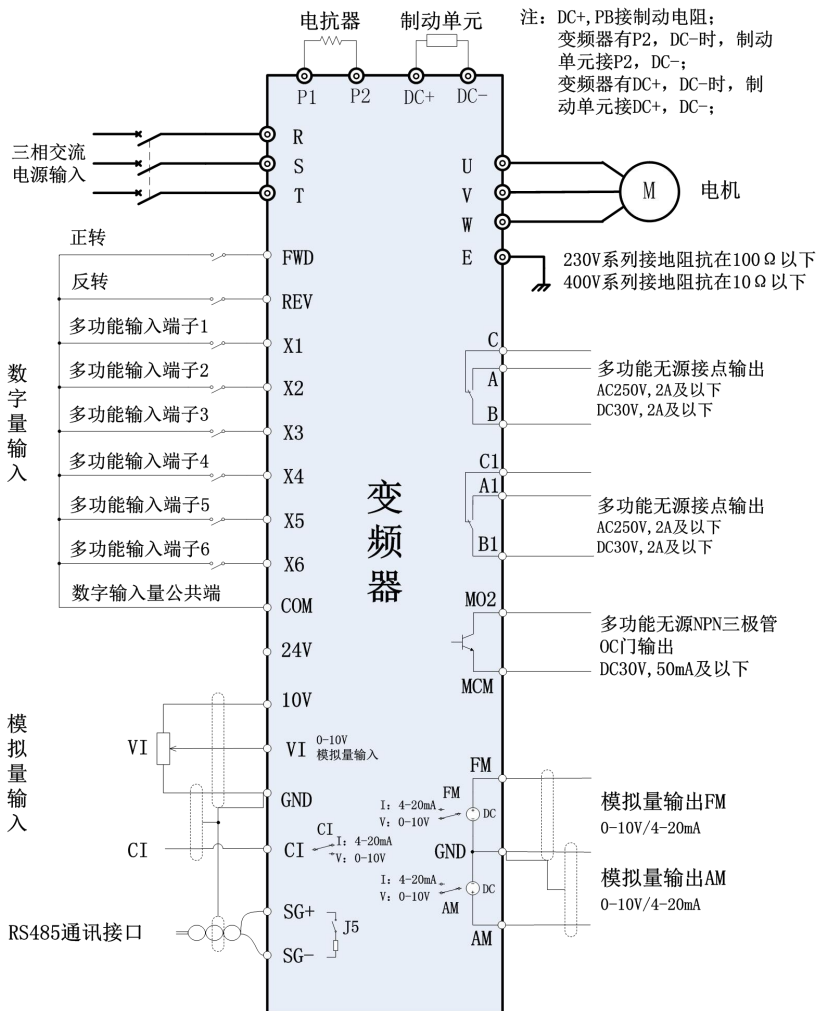 电抗器
制动单元
注：DC+,PB接制动电阻；
变频器有P2，DC-时，制动
单元接P2，DC-；
变频器有DC+，DC-时，制
动单元接DC+，DC-；
P1
P2
DC+
DC-
三相交流
电源输入
R
S
T
U
V
W
E
M
电机
230V系列接地阻抗在100Ω以下
400V系列接地阻抗在10Ω以下
数字量输入
正转
FWD
反转
REV
多功能输入端子1
X1
多功能输入端子2
X2
多功能输入端子3
X3
多功能输入端子4
X4
多功能输入端子5
X5
多功能输入端子6
X6
数字输入量公共端
COM
24V
变频器
C
A
B
多功能无源接点输出
AC250V,2A及以下
DC30V,2A及以下
C1
A1
B1
多功能无源接点输出
AC250V,2A及以下
DC30V,2A及以下
MO2
MCM
多功能无源NPN三极管
OC门输出
DC30V,50mA及以下
模拟量输入
10V
VI
VI
0-10V
模拟量输入
GND
CI
CI
CI
I: 4-20mA
V: 0-10V
FM
FM
I: 4-20mA
V: 0-10V
DC
模拟量输出FM
0-10V/4-20mA
GND
I: 4-20mA
V: 0-10V
DC
AM
AM
模拟量输出AM
0-10V/4-20mA
RS485通讯接口
SG+
SG-
J5